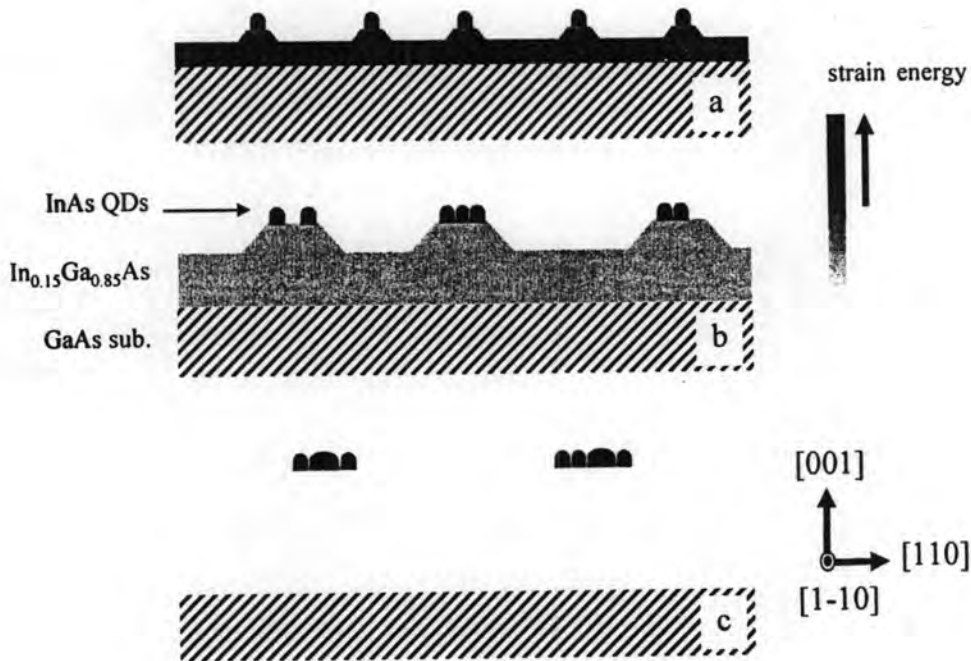 a
strain energy
InAs QDs
In0.15Ga0.85As
GaAs sub.
b
[001]
[110]
[1-10]
c